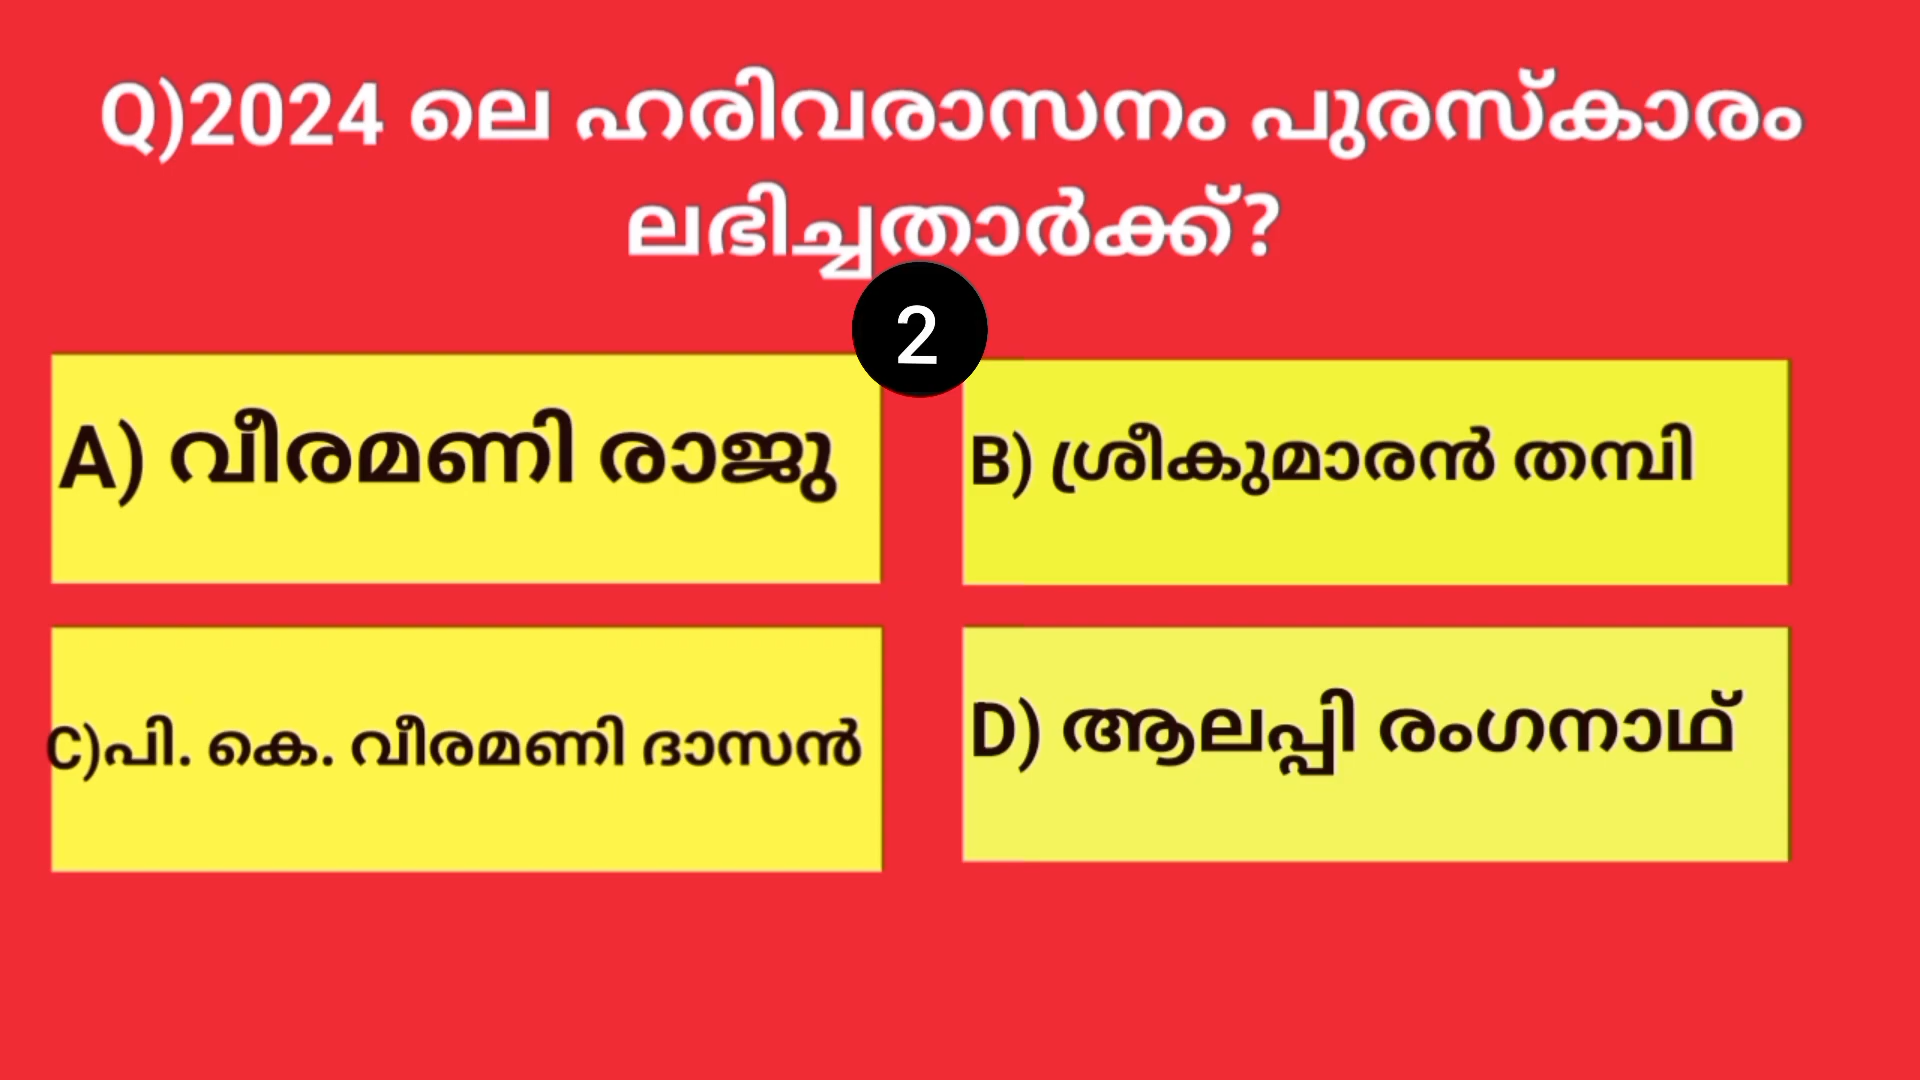 Q)2024 ലെ ഹരിവരാസനം പുരസ്കാരം
ലഭിച്ചതാർക്ക്?
2
A) വീരമണി രാജു
B) ശ്രീകുമാരൻ തമ്പി
C)പി. കെ. വീരമണി ദാസൻ
D) ആലപ്പി രംഗനാഥ്